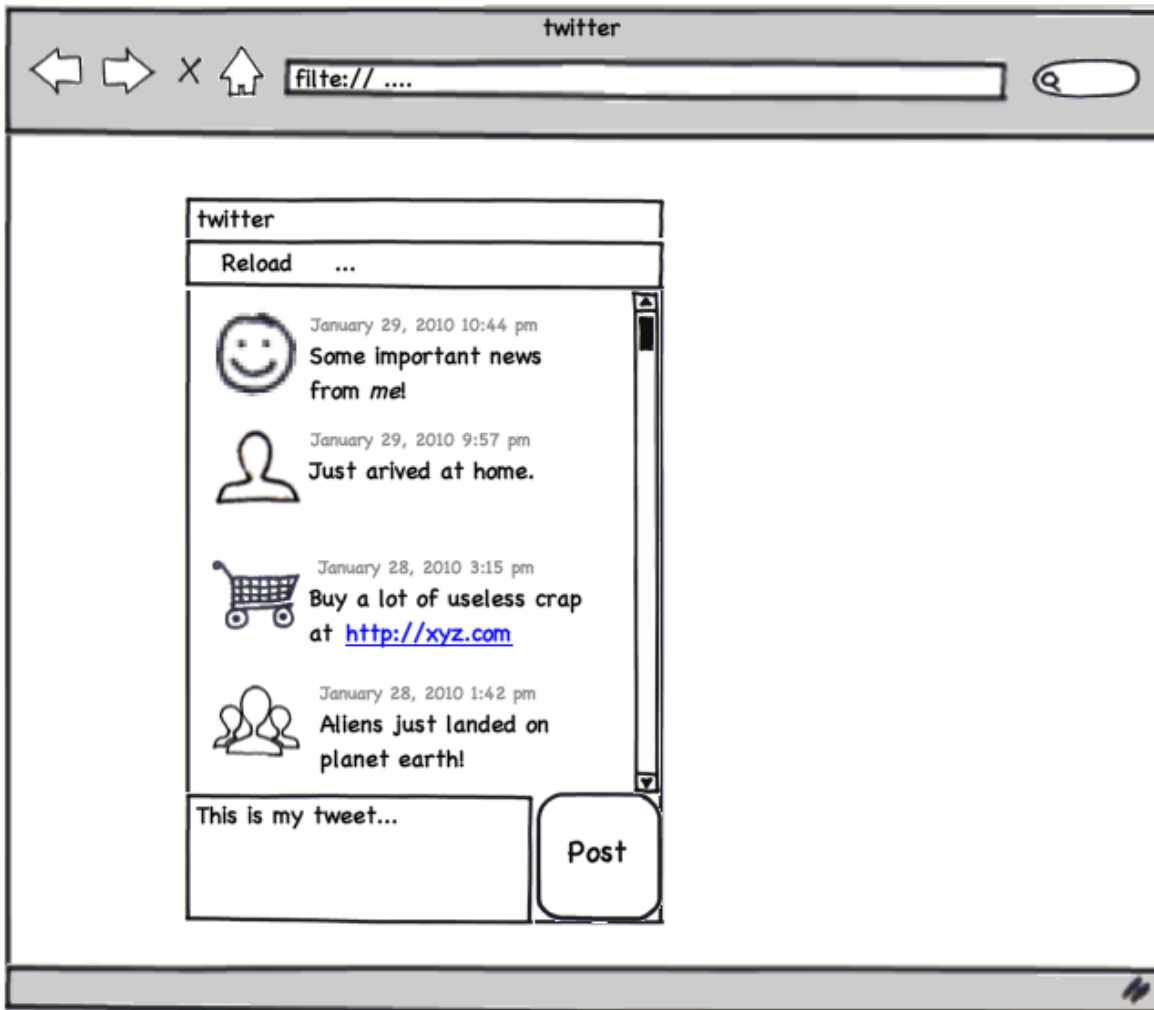 twitter
filte:// ....
twitter
Reload ...
January 29, 2010 10:44 pm
Some important news
from me!
January 29, 2010 9:57 pm
Just arived at home.
January 28, 2010 3:15 pm
Buy a lot of useless crap
at http://xyz.com
January 28, 2010 1:42 pm
Aliens just landed on
planet earth!
This is my tweet...
Post